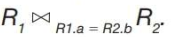 R₁ ⋈ R1.a = R2.b R₂.